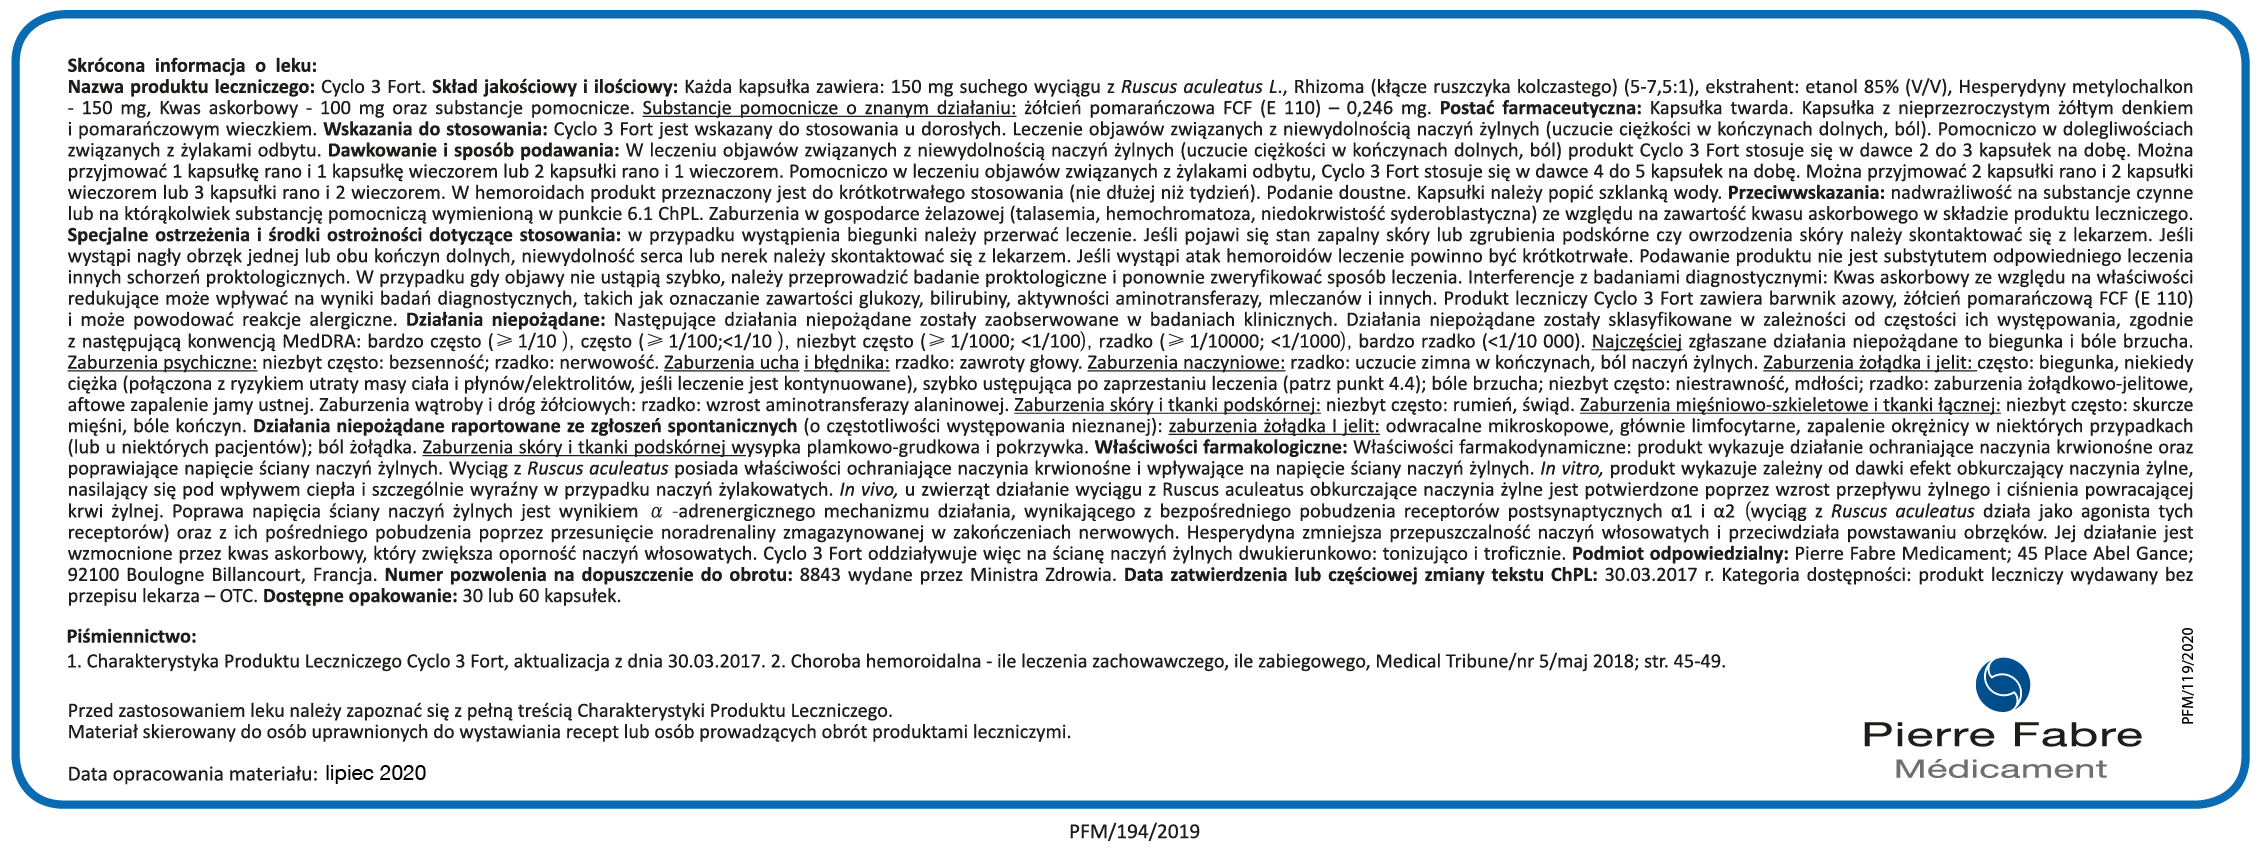 Skrócona informacja o leku:
Nazwa produktu leczniczego: Cyclo 3 Fort. Skład jakościowy i ilościowy: Każda kapsułka zawiera: 150 mg suchego wyciągu z Ruscus aculeatus L., Rhizoma (kłącze ruszczyka kolczastego) (5-7,5:1), ekstrahent: etanol 85% (V/V), Hesperydyny metylochalkon
- 150 mg, Kwas askorbowy - 100 mg oraz substancje pomocnicze. Substancje pomocnicze o znanym działaniu: żółcień pomarańczowa FCF (E 110) – 0,246 mg. Postać farmaceutyczna: Kapsułka twarda. Kapsułka z nieprzezroczystym żółtym denkiem
i pomarańczowym wieczkiem. Wskazania do stosowania: Cyclo 3 Fort jest wskazany do stosowania u dorosłych. Leczenie objawów związanych z niewydolnością naczyń żylnych (uczucie ciężkości w kończynach dolnych, ból). Pomocniczo w dolegliwościach
związanych z żylakami odbytu. Dawkowanie i sposób podawania: W leczeniu objawów związanych z niewydolnością naczyń żylnych (uczucie ciężkości w kończynach dolnych, ból) produkt Cyclo 3 Fort stosuje się w dawce 2 do 3 kapsułek na dobę. Można
przyjmować 1 kapsułkę rano i 1 kapsułkę wieczorem lub 2 kapsułki rano i 1 wieczorem. Pomocniczo w leczeniu objawów związanych z żylakami odbytu, Cyclo 3 Fort stosuje się w dawce 4 do 5 kapsułek na dobę. Można przyjmować 2 kapsułki rano i 2 kapsułki
wieczorem lub 3 kapsułki rano i 2 wieczorem. W hemoroidach produkt przeznaczony jest do krótkotrwałego stosowania (nie dłużej niż tydzień). Podanie doustne. Kapsułki należy popić szklanką wody. Przeciwwskazania: nadwrażliwość na substancje czynne
lub na którąkolwiek substancję pomocniczą wymienioną w punkcie 6.1 ChPL. Zaburzenia w gospodarce żelazowej (talasemia, hemochromatoza, niedokrwistość syderoblastyczna) ze względu na zawartość kwasu askorbowego w składzie produktu leczniczego.
Specjalne ostrzeżenia i środki ostrożności dotyczące stosowania: w przypadku wystąpienia biegunki należy przerwać leczenie. Jeśli pojawi się stan zapalny skóry lub zgrubienia podskórne czy owrzodzenia skóry należy skontaktować się z lekarzem. Jeśli
wystąpi nagły obrzęk jednej lub obu kończyn dolnych, niewydolność serca lub nerek należy skontaktować się z lekarzem. Jeśli wystąpi atak hemoroidów leczenie powinno być krótkotrwałe. Podawanie produktu nie jest substytutem odpowiedniego leczenia
innych schorzeń proktologicznych. W przypadku gdy objawy nie ustąpią szybko, należy przeprowadzić badanie proktologiczne i ponownie zweryfikować sposób leczenia. Interferencje z badaniami diagnostycznymi: Kwas askorbowy ze względu na właściwości
redukujące może wpływać na wyniki badań diagnostycznych, takich jak oznaczanie zawartości glukozy, bilirubiny, aktywności aminotransferazy, mleczanów i innych. Produkt leczniczy Cyclo 3 Fort zawiera barwnik azowy, żółcień pomarańczową FCF (E 110)
i może powodować reakcje alergiczne. Działania niepożądane: Następujące działania niepożądane zostały zaobserwowane w badaniach klinicznych. Działania niepożądane zostały sklasyfikowane w zależności od częstości ich występowania, zgodnie
z następującą konwencją MedDRA: bardzo często (⩾ 1/10 ), często (⩾ 1/100;<1/10 ), niezbyt często (⩾ 1/1000; <1/100), rzadko (⩾ 1/10000; <1/1000), bardzo rzadko (<1/10 000). Najczęściej zgłaszane działania niepożądane to biegunka i bóle brzucha.
Zaburzenia psychiczne: niezbyt często: bezsenność; rzadko: nerwowość. Zaburzenia ucha i błędnika: rzadko: zawroty głowy. Zaburzenia naczyniowe: rzadko: uczucie zimna w kończynach, ból naczyń żylnych. Zaburzenia żołądka i jelit: często: biegunka, niekiedy
ciężka (połączona z ryzykiem utraty masy ciała i płynów/elektrolitów, jeśli leczenie jest kontynuowane), szybko ustępująca po zaprzestaniu leczenia (patrz punkt 4.4); bóle brzucha; niezbyt często: niestrawność, mdłości; rzadko: zaburzenia żołądkowo-jelitowe,
aftowe zapalenie jamy ustnej. Zaburzenia wątroby i dróg żółciowych: rzadko: wzrost aminotransferazy alaninowej. Zaburzenia skóry i tkanki podskórnej: niezbyt często: rumień, świąd. Zaburzenia mięśniowo-szkieletowe i tkanki łącznej: niezbyt często: skurcze
mięśni, bóle kończyn. Działania niepożądane raportowane ze zgłoszeń spontanicznych (o częstotliwości występowania nieznanej): zaburzenia żołądka I jelit: odwracalne mikroskopowe, głównie limfocytarne, zapalenie okrężnicy w niektórych przypadkach
(lub u niektórych pacjentów); ból żołądka. Zaburzenia skóry i tkanki podskórnej wysypka plamkowo-grudkowa i pokrzywka. Właściwości farmakologiczne: Właściwości farmakodynamiczne: produkt wykazuje działanie ochraniające naczynia krwionośne oraz
poprawiające napięcie ściany naczyń żylnych. Wyciąg z Ruscus aculeatus posiada właściwości ochraniające naczynia krwionośne i wpływające na napięcie ściany naczyń żylnych. In vitro, produkt wykazuje zależny od dawki efekt obkurczający naczynia żylne,
nasilający się pod wpływem ciepła i szczególnie wyraźny w przypadku naczyń żylakowatych. In vivo, u zwierząt działanie wyciągu z Ruscus aculeatus obkurczające naczynia żylne jest potwierdzone poprzez wzrost przepływu żylnego i ciśnienia powracającej
krwi żylnej. Poprawa napięcia ściany naczyń żylnych jest wynikiem α -adrenergicznego mechanizmu działania, wynikającego z bezpośredniego pobudzenia receptorów postsynaptycznych α1 i α2 (wyciąg z Ruscus aculeatus działa jako agonista tych
receptorów) oraz z ich pośredniego pobudzenia poprzez przesunięcie noradrenaliny zmagazynowanej w zakończeniach nerwowych. Hesperydyna zmniejsza przepuszczalność naczyń włosowatych i przeciwdziała powstawaniu obrzęków. Jej działanie jest
wzmocnione przez kwas askorbowy, który zwiększa oporność naczyń włosowatych. Cyclo 3 Fort oddziaływuje więc na ścianę naczyń żylnych dwukierunkowo: tonizująco i troficznie. Podmiot odpowiedzialny: Pierre Fabre Medicament; 45 Place Abel Gance;
92100 Boulogne Billancourt, Francja. Numer pozwolenia na dopuszczenie do obrotu: 8843 wydane przez Ministra Zdrowia. Data zatwierdzenia lub częściowej zmiany tekstu ChPL: 30.03.2017 r. Kategoria dostępności: produkt leczniczy wydawany bez
przepisu lekarza – OTC. Dostępne opakowanie: 30 lub 60 kapsułek.
Piśmiennictwo:
1. Charakterystyka Produktu Leczniczego Cyclo 3 Fort, aktualizacja z dnia 30.03.2017. 2. Choroba hemoroidalna - ile leczenia zachowawczego, ile zabiegowego, Medical Tribune/nr 5/maj 2018; str. 45-49.
Przed zastosowaniem leku należy zapoznać się z pełną treścią Charakterystyki Produktu Leczniczego.
Materiał skierowany do osób uprawnionych do wystawiania recept lub osób prowadzących obrót produktami leczniczymi.
Data opracowania materiału: lipiec 2020
Pierre Fabre
Médicament
PFM/119/2020
PFM/194/2019